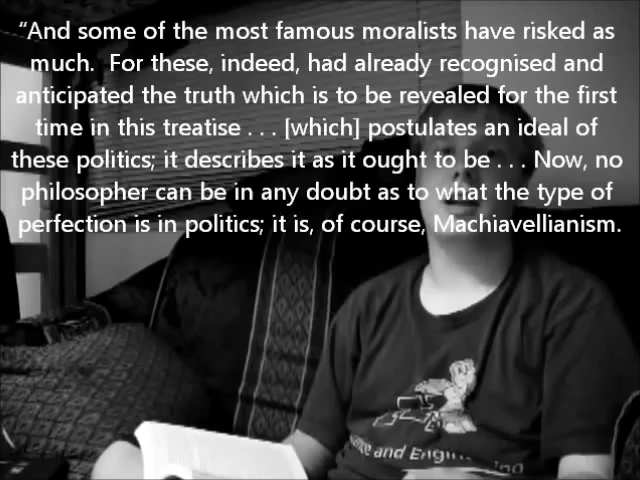 “And some of the most famous moralists have risked as
much.  For these, indeed, had already recognised and
anticipated the truth which is to be revealed for the first
time in this treatise . . . [which] postulates an ideal of
these politics; it describes it as it ought to be . . . Now, no
philosopher can be in any doubt as to what the type of
perfection is in politics; it is, of course, Machiavellianism.
and